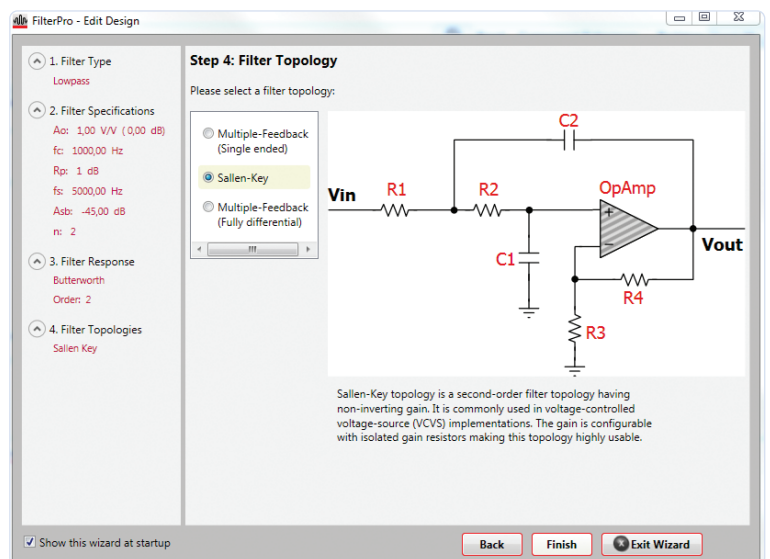 FilterPro - Edit Design
1. Filter Type
Lowpass
2. Filter Specifications
Ao: 1,00 V/V (0,00 dB)
fc: 1000,00 Hz
Rp: 1 dB
fs: 5000,00 Hz
Asb: -45,00 dB
n: 2
3. Filter Response
Butterworth
Order: 2
4. Filter Topologies
Sallen Key
Step 4: Filter Topology
Please select a filter topology:
Multiple-Feedback
(Single ended)
Sallen-Key
Multiple-Feedback
(Fully differential)
C2
Vin
R1
R2
OpAmp
C1
Vout
R4
R3
Sallen-Key topology is a second-order filter topology having
non-inverting gain. It is commonly used in voltage-controlled
voltage-source (VCVS) implementations. The gain is configurable
with isolated gain resistors making this topology highly usable.
Show this wizard at startup
Back
Finish
Exit Wizard